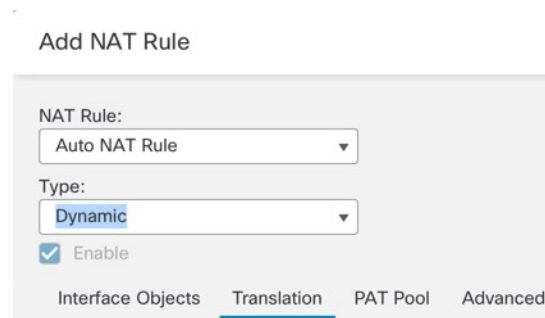 Add NAT Rule
NAT Rule:
Auto NAT Rule
Type:
Dynamic
Enable
Interface Objects Translation PAT Pool Advanced